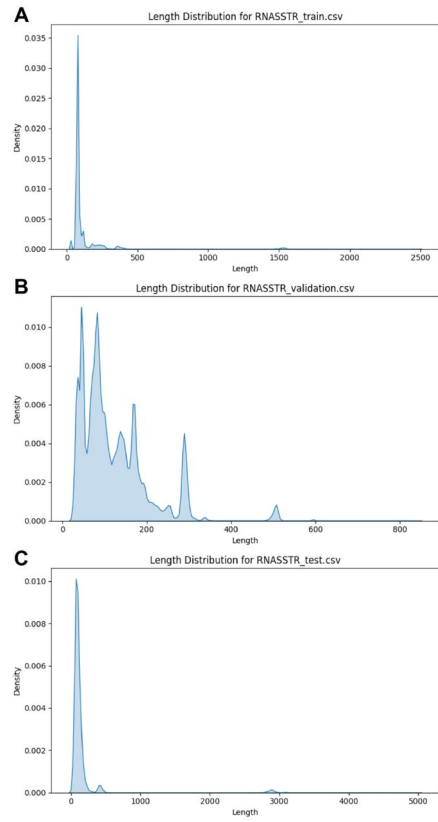 A
Length Distribution for RNASSTR_train.csv
0.035
0.030
0.025
0.020
0.015
0.010
0.005
0.000
Density
0 500 1000 1500 2000 2500
Length
B
Length Distribution for RNASSTR_validation.csv
0.010
0.008
0.006
0.004
0.002
0.000
Density
0 200 400 600 800
Length
C
Length Distribution for RNASSTR_test.csv
0.010
0.008
0.006
0.004
0.002
0.000
Density
0 1000 2000 3000 4000 5000
Length